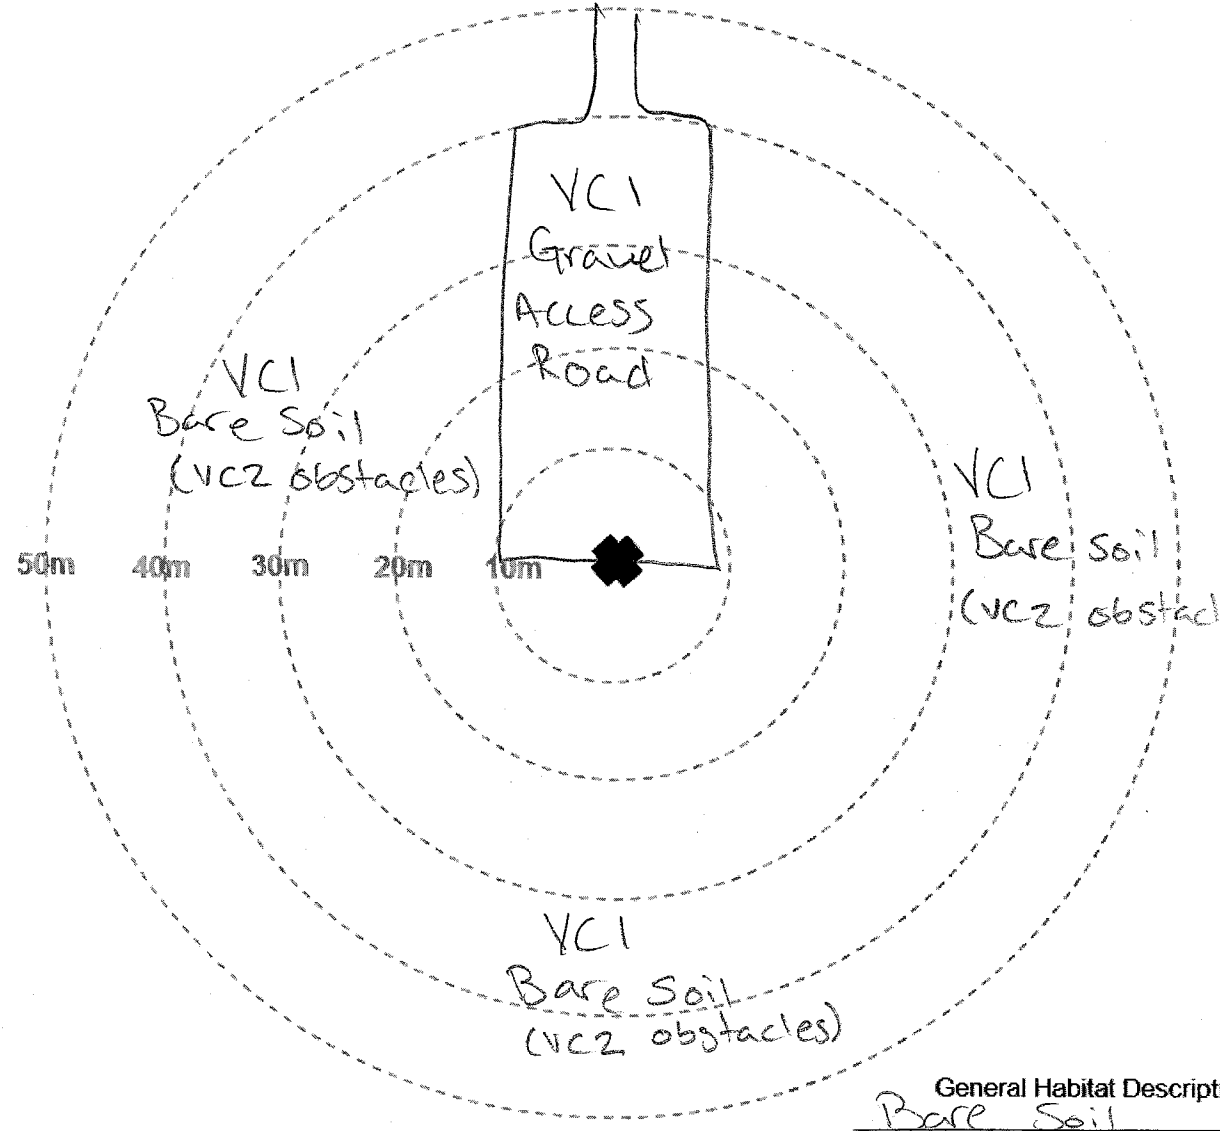 VC1
Gravel
Access
Road
VC1
Bare Soil
(VC2 obstacles)
VC1
Bare Soil
(VC2 obstacl
50m 40m 30m 20m 10m
VC1
Bare Soil
(VC2 obstacles)
General Habitat Descript
Bare Soil